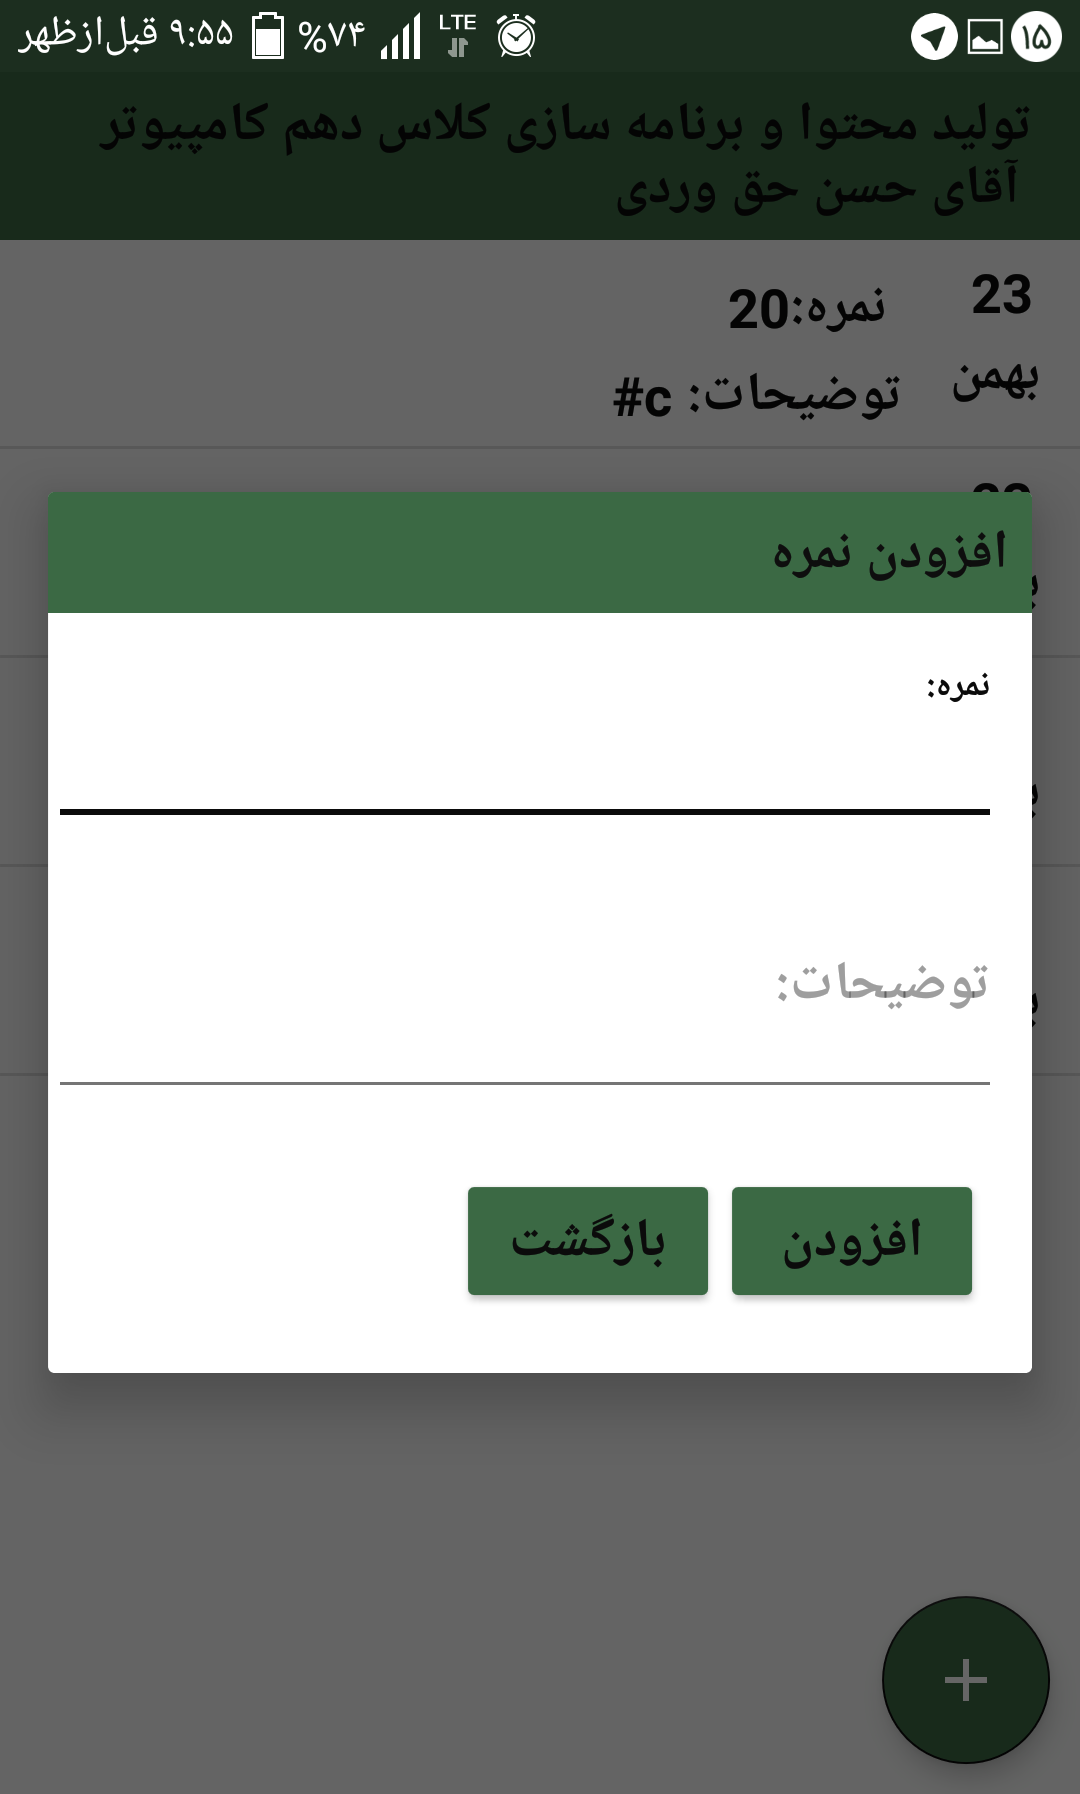 ۹:۵۵ قبل‌ازظهر %۷۴ LTE ۱۵
تولید محتوا و برنامه سازی کلاس دهم کامپیوتر
آقای حسن حق وردی
23
نمره:20
بهمن
توضیحات: c#
افزودن نمره
نمره:
توضیحات:
افزودن بازگشت